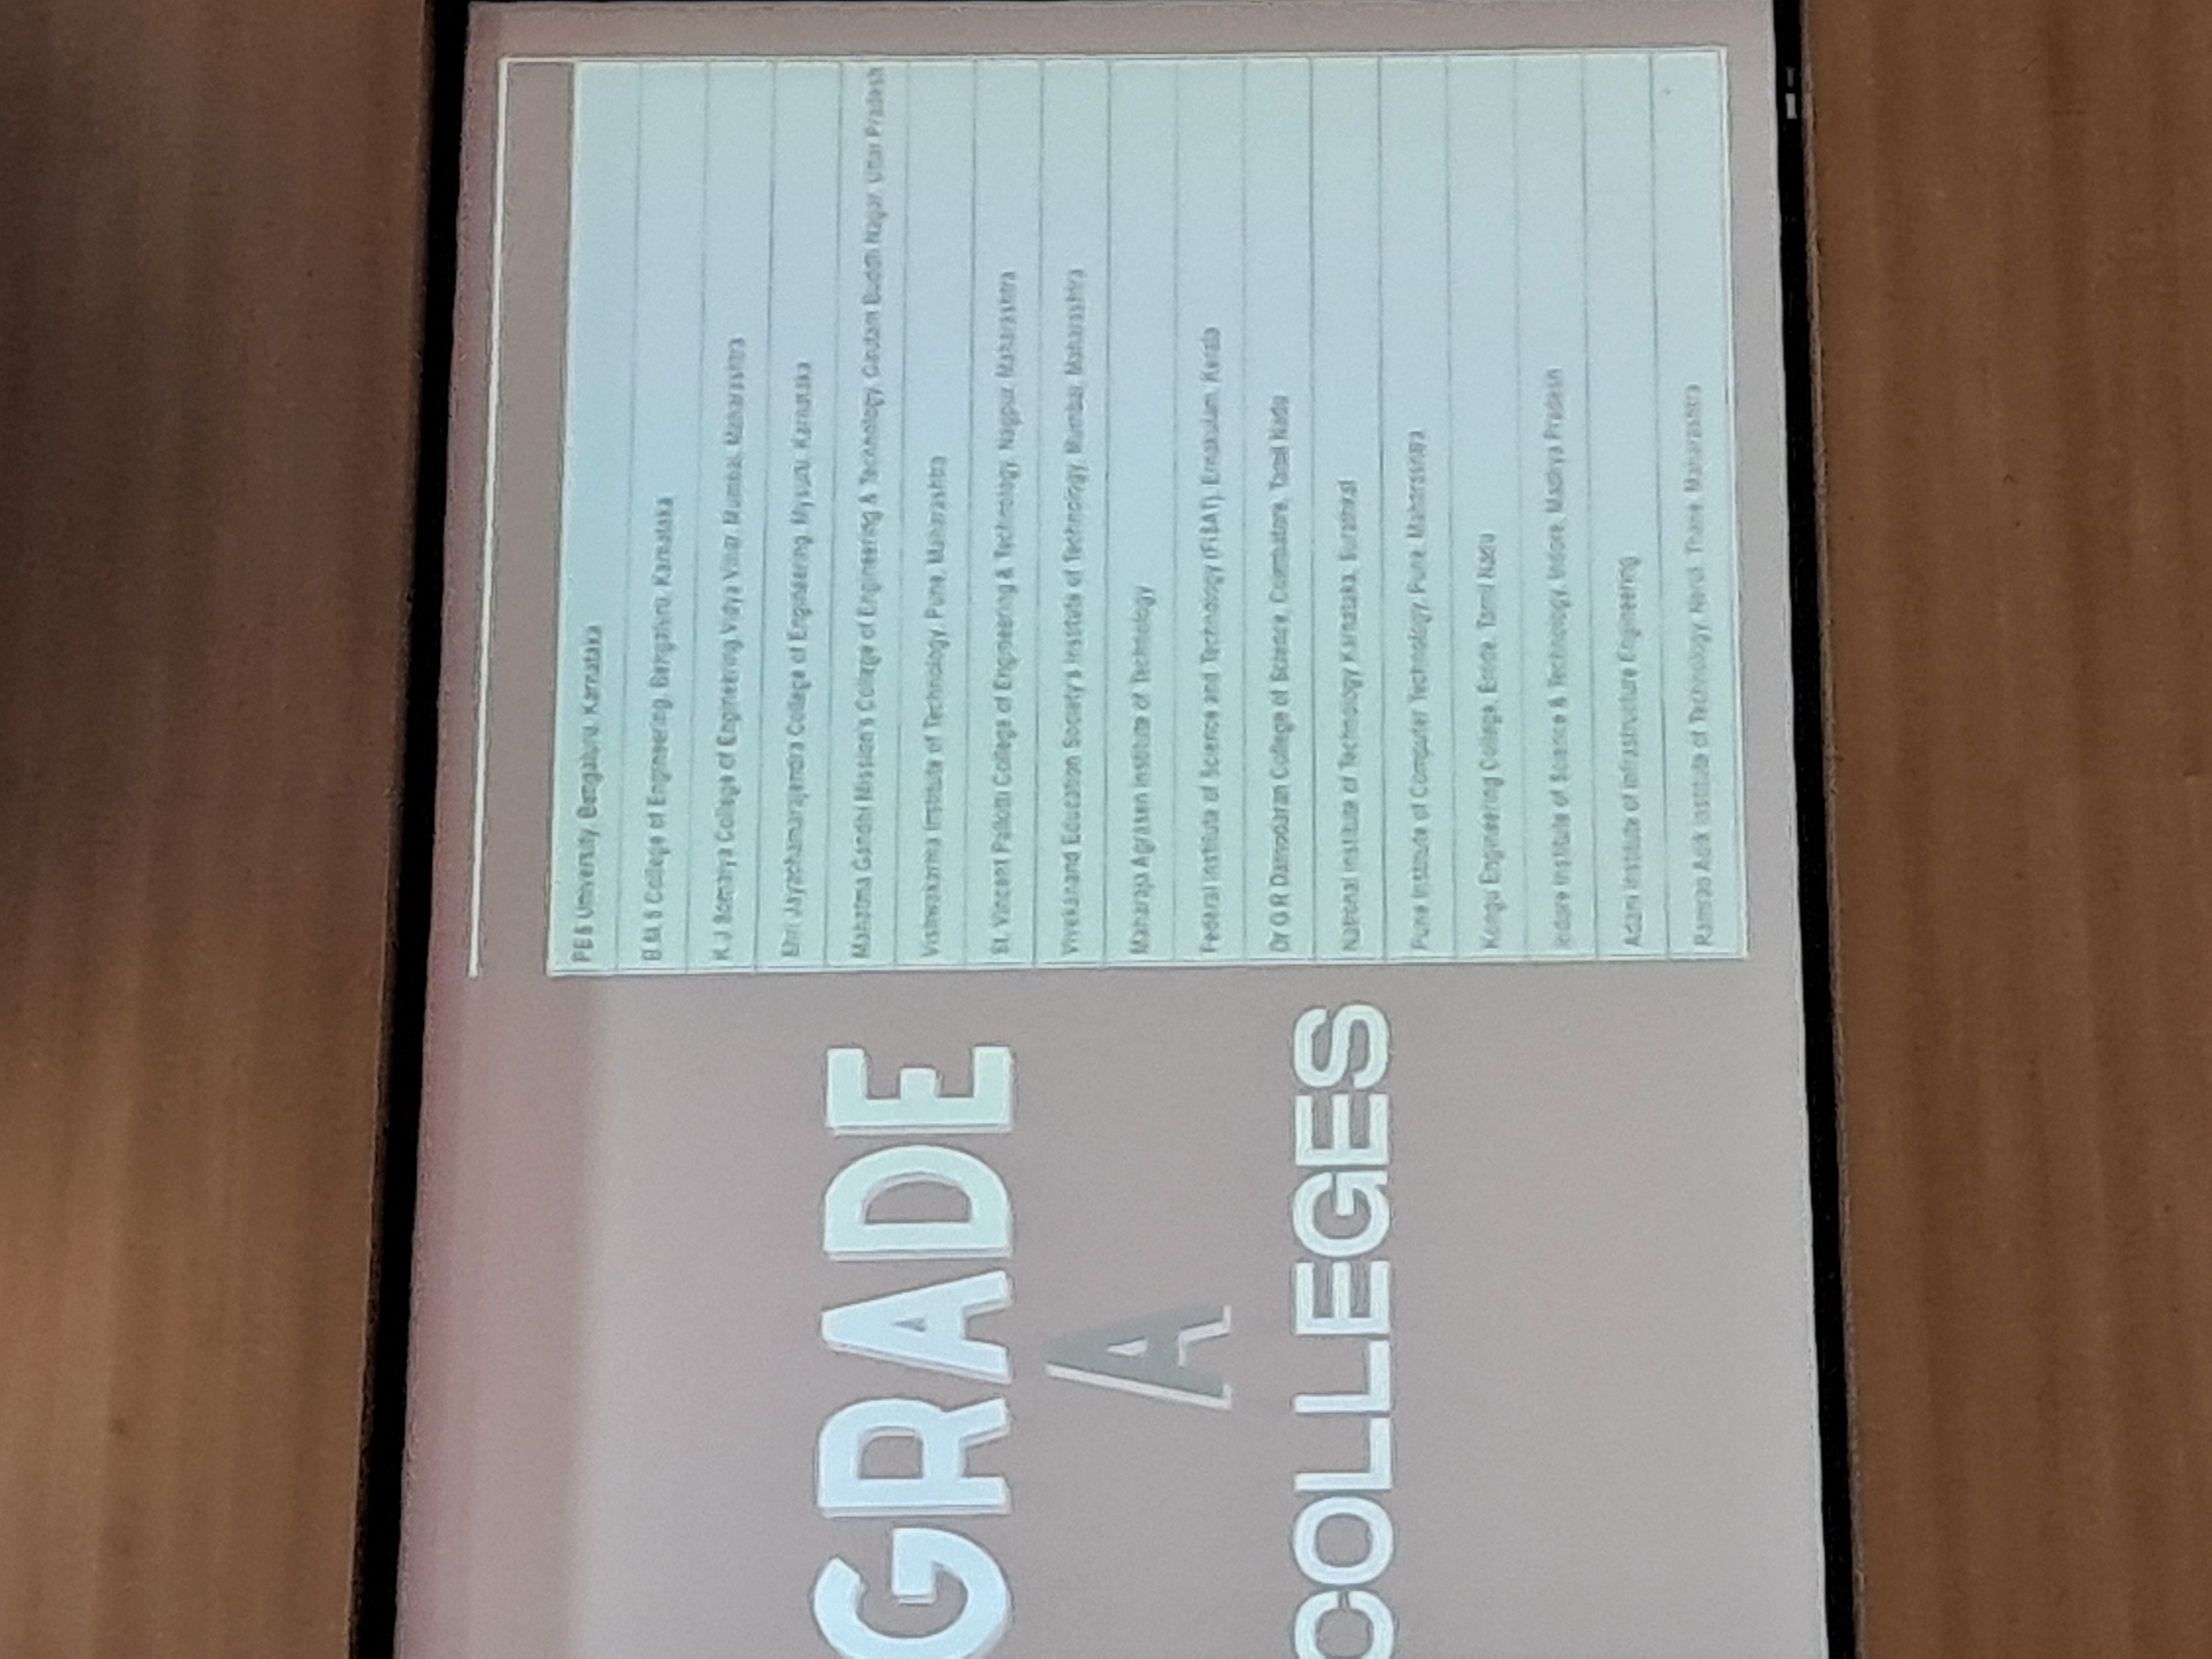 GRADE
A
COLLEGES
PES University, Bengaluru, Karnataka
B.M.S College of Engineering, Bengaluru, Karnataka
K.J Somaiya College of Engineering,Vidya Vihar, Mumbai, Maharashtra
Shri Jayachamarajendra College of Engineering, Mysuru, Karnataka
Mahatma Gandhi Mission's College of Engineering & Technology, Gautam Buddh Nagar, Uttar Pradesh
Vishwakarma Institute of Technology, Pune, Maharashtra
St. Vincent Pallotti College of Engineering & Technology, Nagpur, Maharashtra
Vivekanand Education Society's Institute of Technology, Mumbai, Maharashtra
Maharaja Agrasen Institute of Technology
Federal Institute of Science and Technology (FISAT), Ernakulam, Kerala
Dr G R Damodaran College of Science, Coimbatore, Tamil Nadu
National Institute of Technology Karnataka, Surathkal
Pune Institute of Computer Technology, Pune, Maharashtra
Kongu Engineering College, Erode, Tamil Nadu
Indore Institute of Science & Technology, Indore, Madhya Pradesh
Adani Institute of Infrastructure Engineering
Ramrao Adik Institute of Technology, Nerul, Thane, Maharashtra